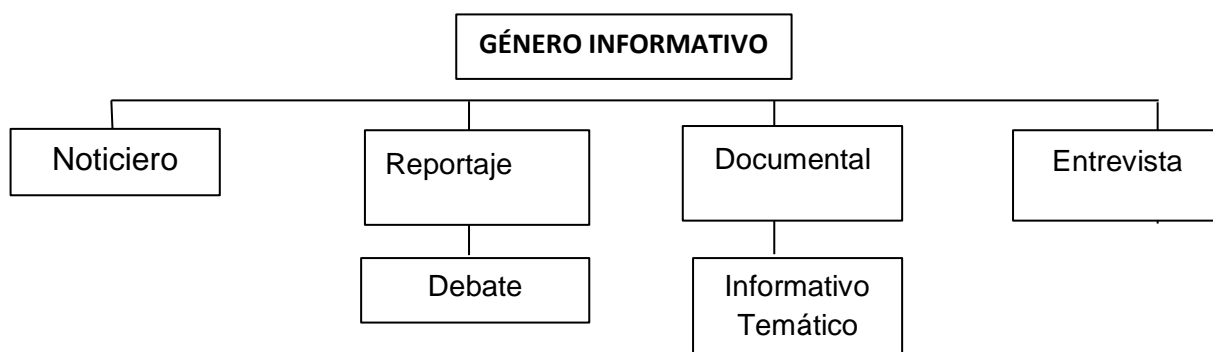 GÉNERO INFORMATIVO
Noticiero
Reportaje
Documental
Entrevista
Debate
Informativo
Temático